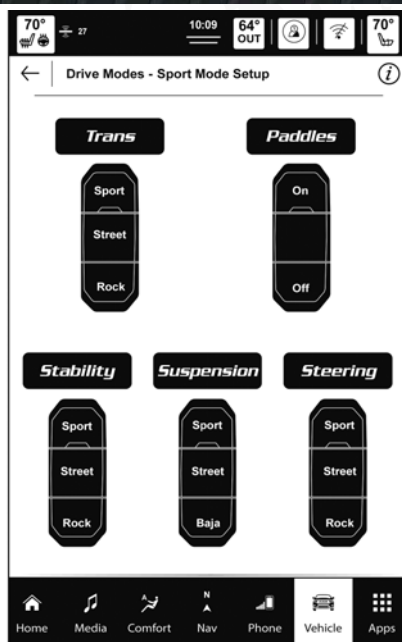 70° 27 10:09 64° OUT 70°
Drive Modes - Sport Mode Setup i
Trans Paddles
Sport On
Street
Rock Off
Stability Suspension Steering
Sport Sport Sport
Street Street Street
Rock Baja Rock
A N
Home Media Comfort Nav Phone Vehicle Apps